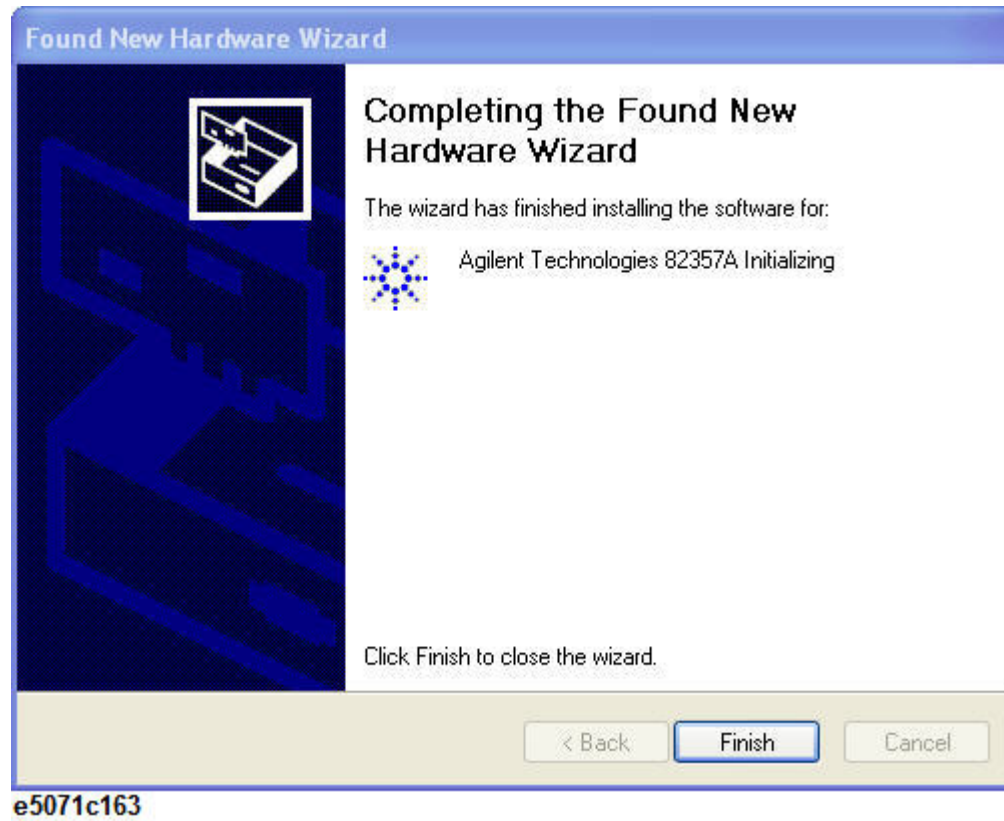 Found New Hardware Wizard
Completing the Found New
Hardware Wizard
The wizard has finished installing the software for:
Agilent Technologies 82357A Initializing
Click Finish to close the wizard.
< Back
Finish
Cancel
e5071c163